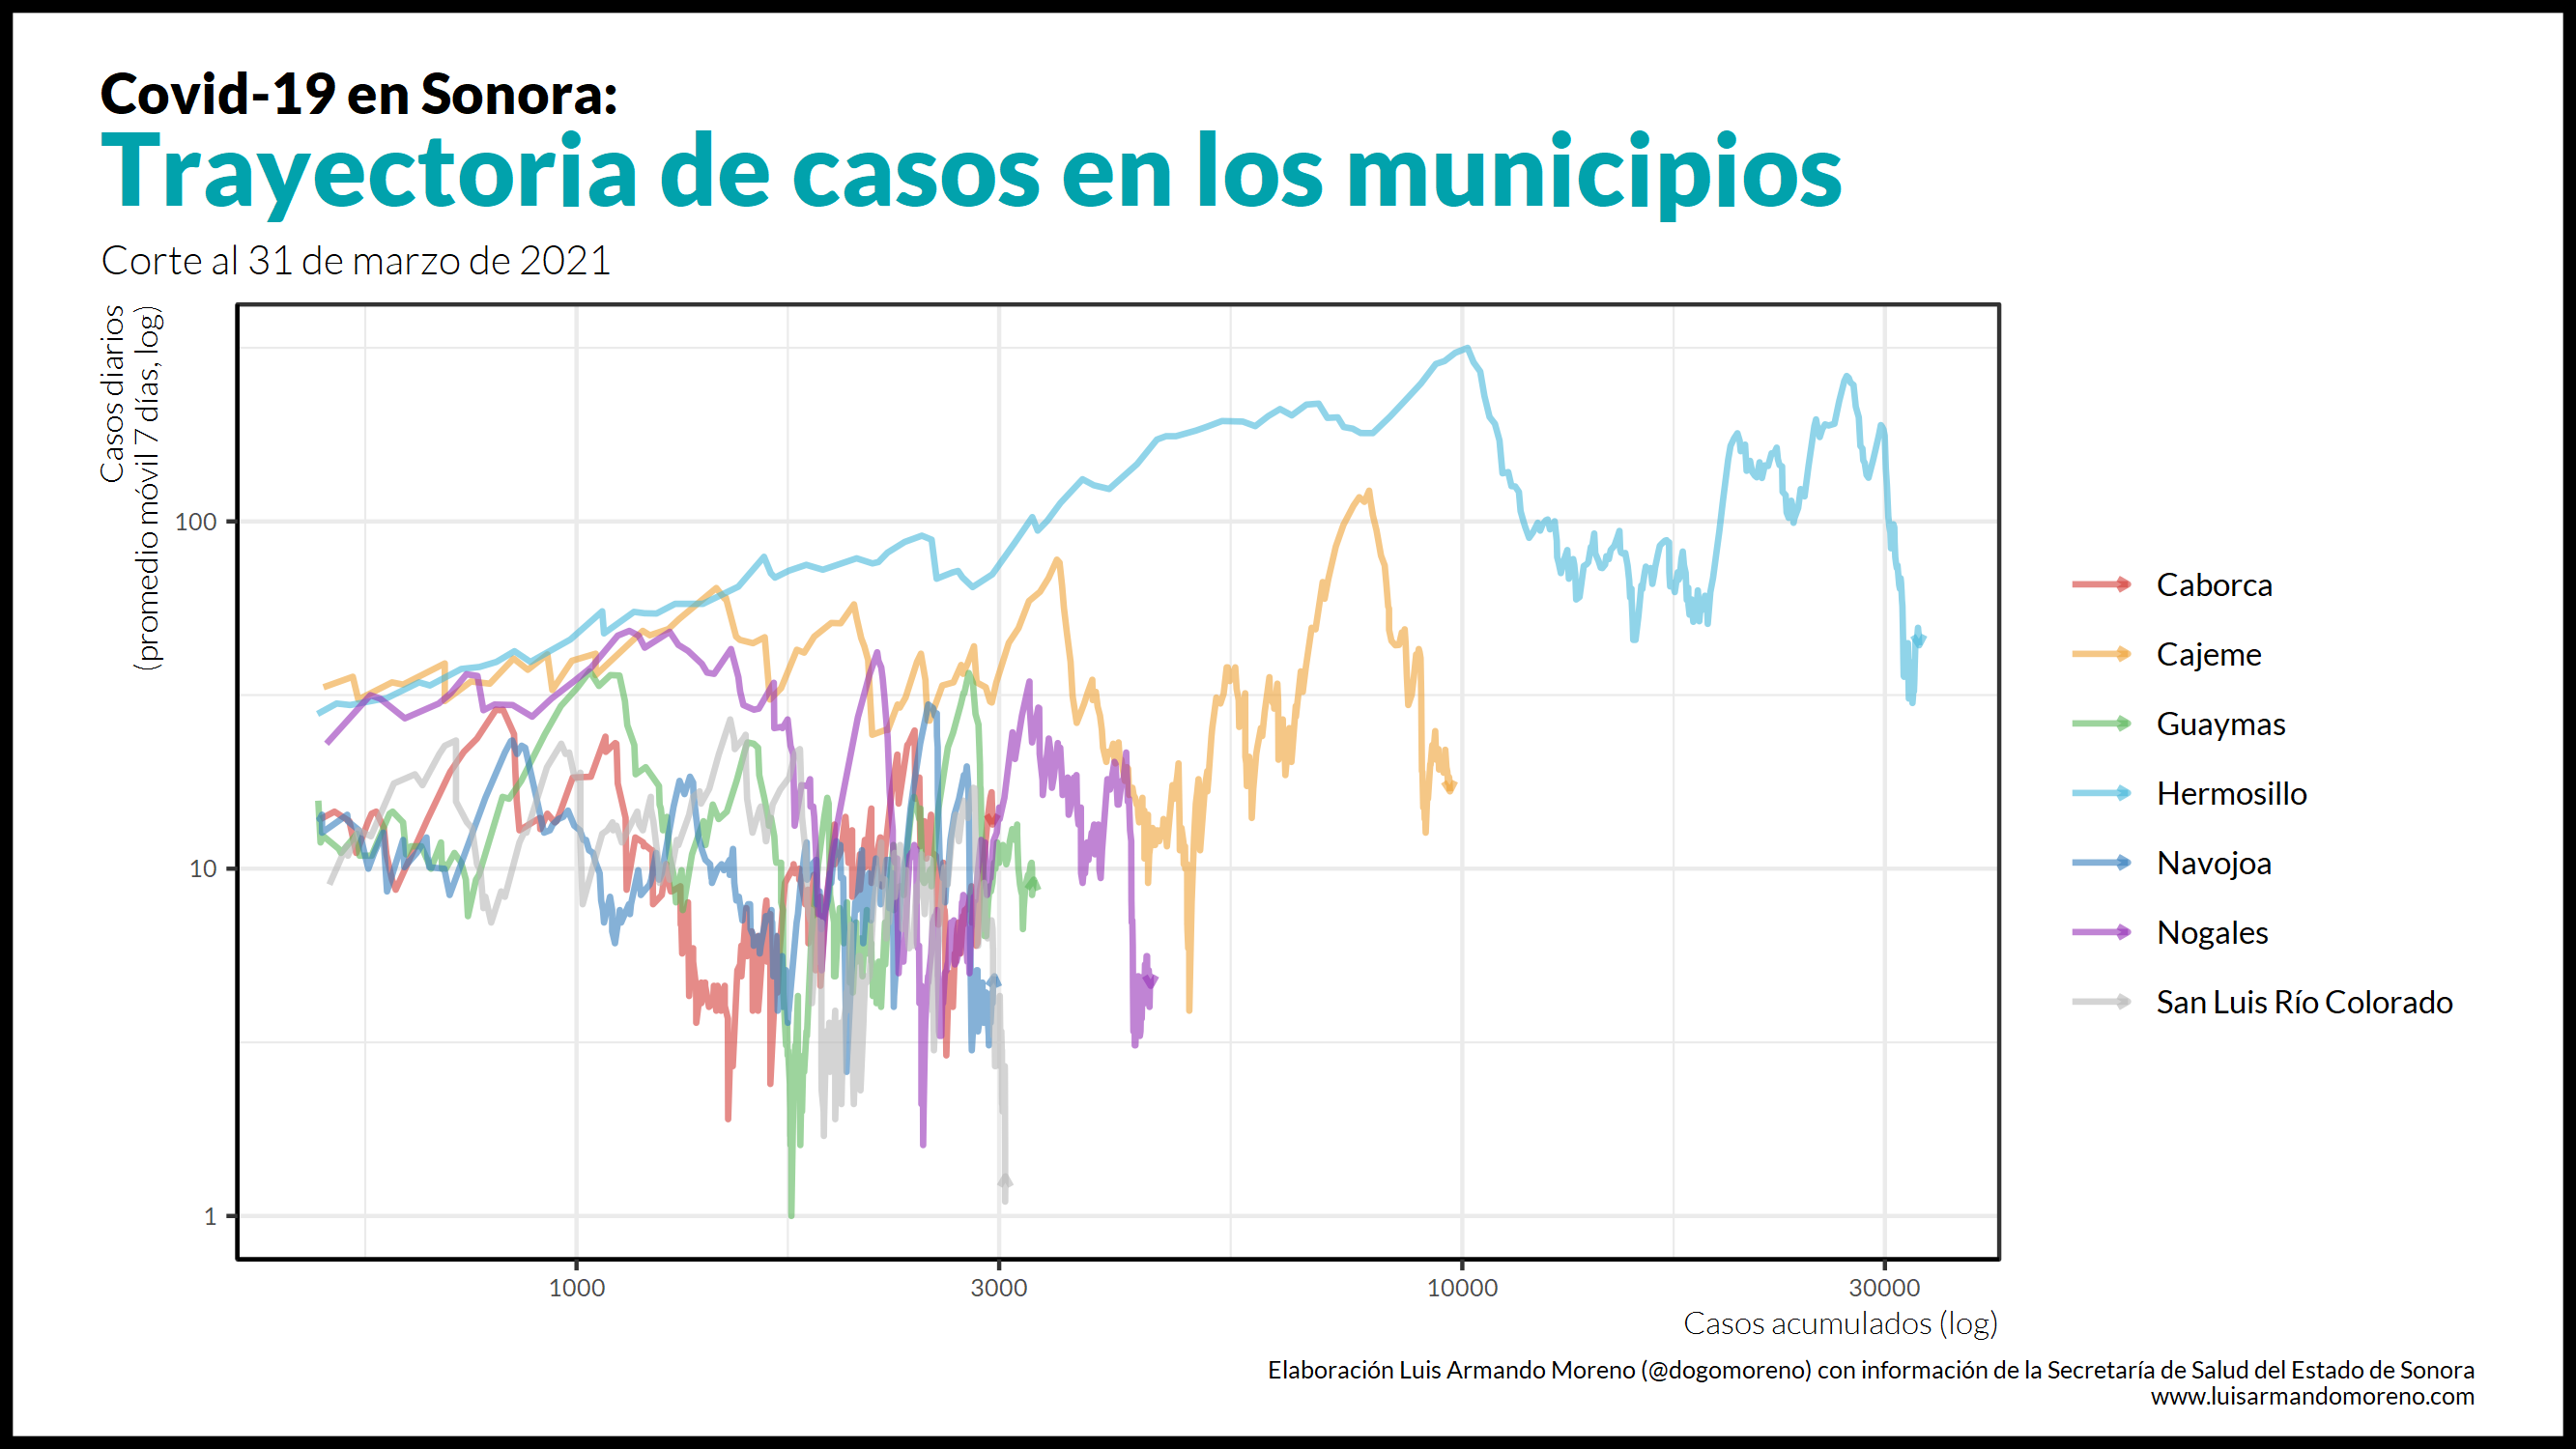 Covid-19 en Sonora:
Trayectoria de casos en los municipios
Corte al 31 de marzo de 2021
Casos diarios
(promedio móvil 7 días, log)
100
10
1
1000
3000
10000
30000
Casos acumulados (log)
Caborca
Cajeme
Guaymas
Hermosillo
Navojoa
Nogales
San Luis Río Colorado
Elaboración Luis Armando Moreno (@dogomoreno) con información de la Secretaría de Salud del Estado de Sonora
www.luisarmandomoreno.com